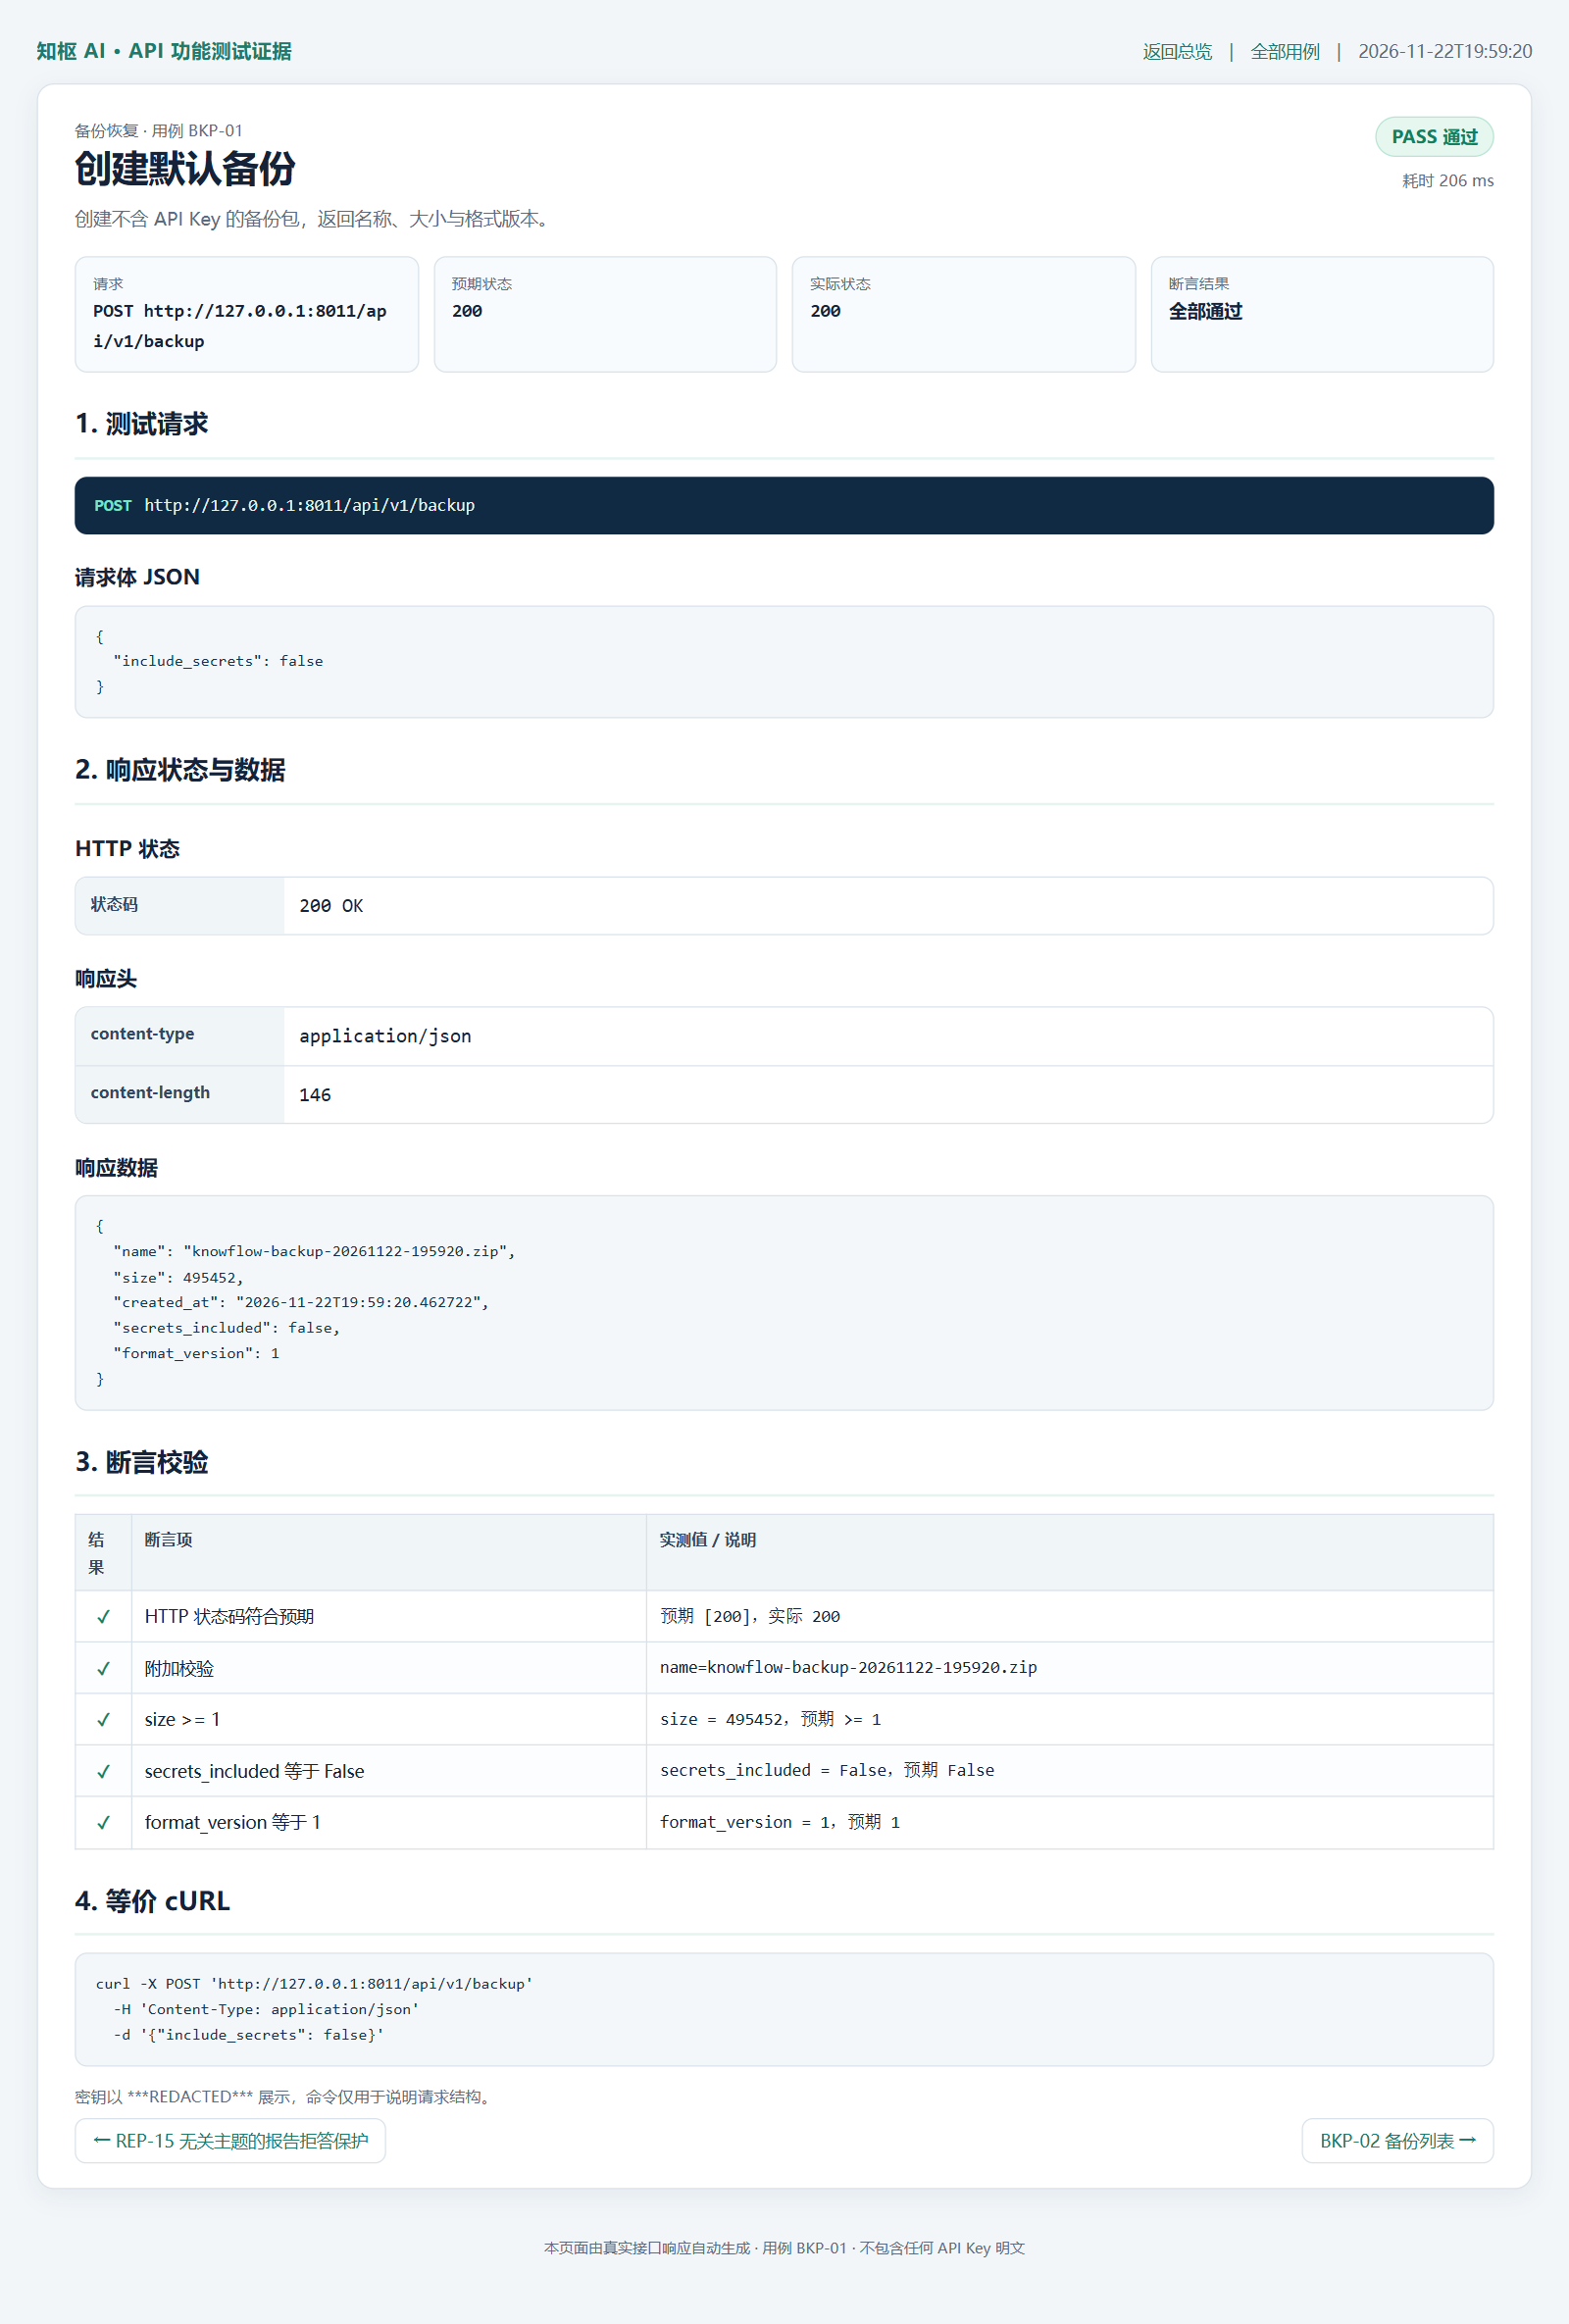 知枢 AI · API 功能测试证据
返回总览 | 全部用例 | 2026-11-22T19:59:20
备份恢复 · 用例 BKP-01
PASS 通过
创建默认备份
耗时 206 ms
创建不含 API Key 的备份包，返回名称、大小与格式版本。
请求
POST http://127.0.0.1:8011/ap
i/v1/backup
预期状态
200
实际状态
200
断言结果
全部通过
1. 测试请求
POST http://127.0.0.1:8011/api/v1/backup
请求体 JSON
{
  "include_secrets": false
}
2. 响应状态与数据
HTTP 状态
状态码 200 OK
响应头
content-type application/json
content-length 146
响应数据
{
  "name": "knowflow-backup-20261122-195920.zip",
  "size": 495452,
  "created_at": "2026-11-22T19:59:20.462722",
  "secrets_included": false,
  "format_version": 1
}
3. 断言校验
结果 断言项 实测值 / 说明
✓ HTTP 状态码符合预期 预期 [200]，实际 200
✓ 附加校验 name=knowflow-backup-20261122-195920.zip
✓ size >= 1 size = 495452，预期 >= 1
✓ secrets_included 等于 False secrets_included = False，预期 False
✓ format_version 等于 1 format_version = 1，预期 1
4. 等价 cURL
curl -X POST 'http://127.0.0.1:8011/api/v1/backup'
  -H 'Content-Type: application/json'
  -d '{"include_secrets": false}'
密钥以 ***REDACTED*** 展示，命令仅用于说明请求结构。
← REP-15 无关主题的报告拒答保护
BKP-02 备份列表 →
本页面由真实接口响应自动生成 · 用例 BKP-01 · 不包含任何 API Key 明文